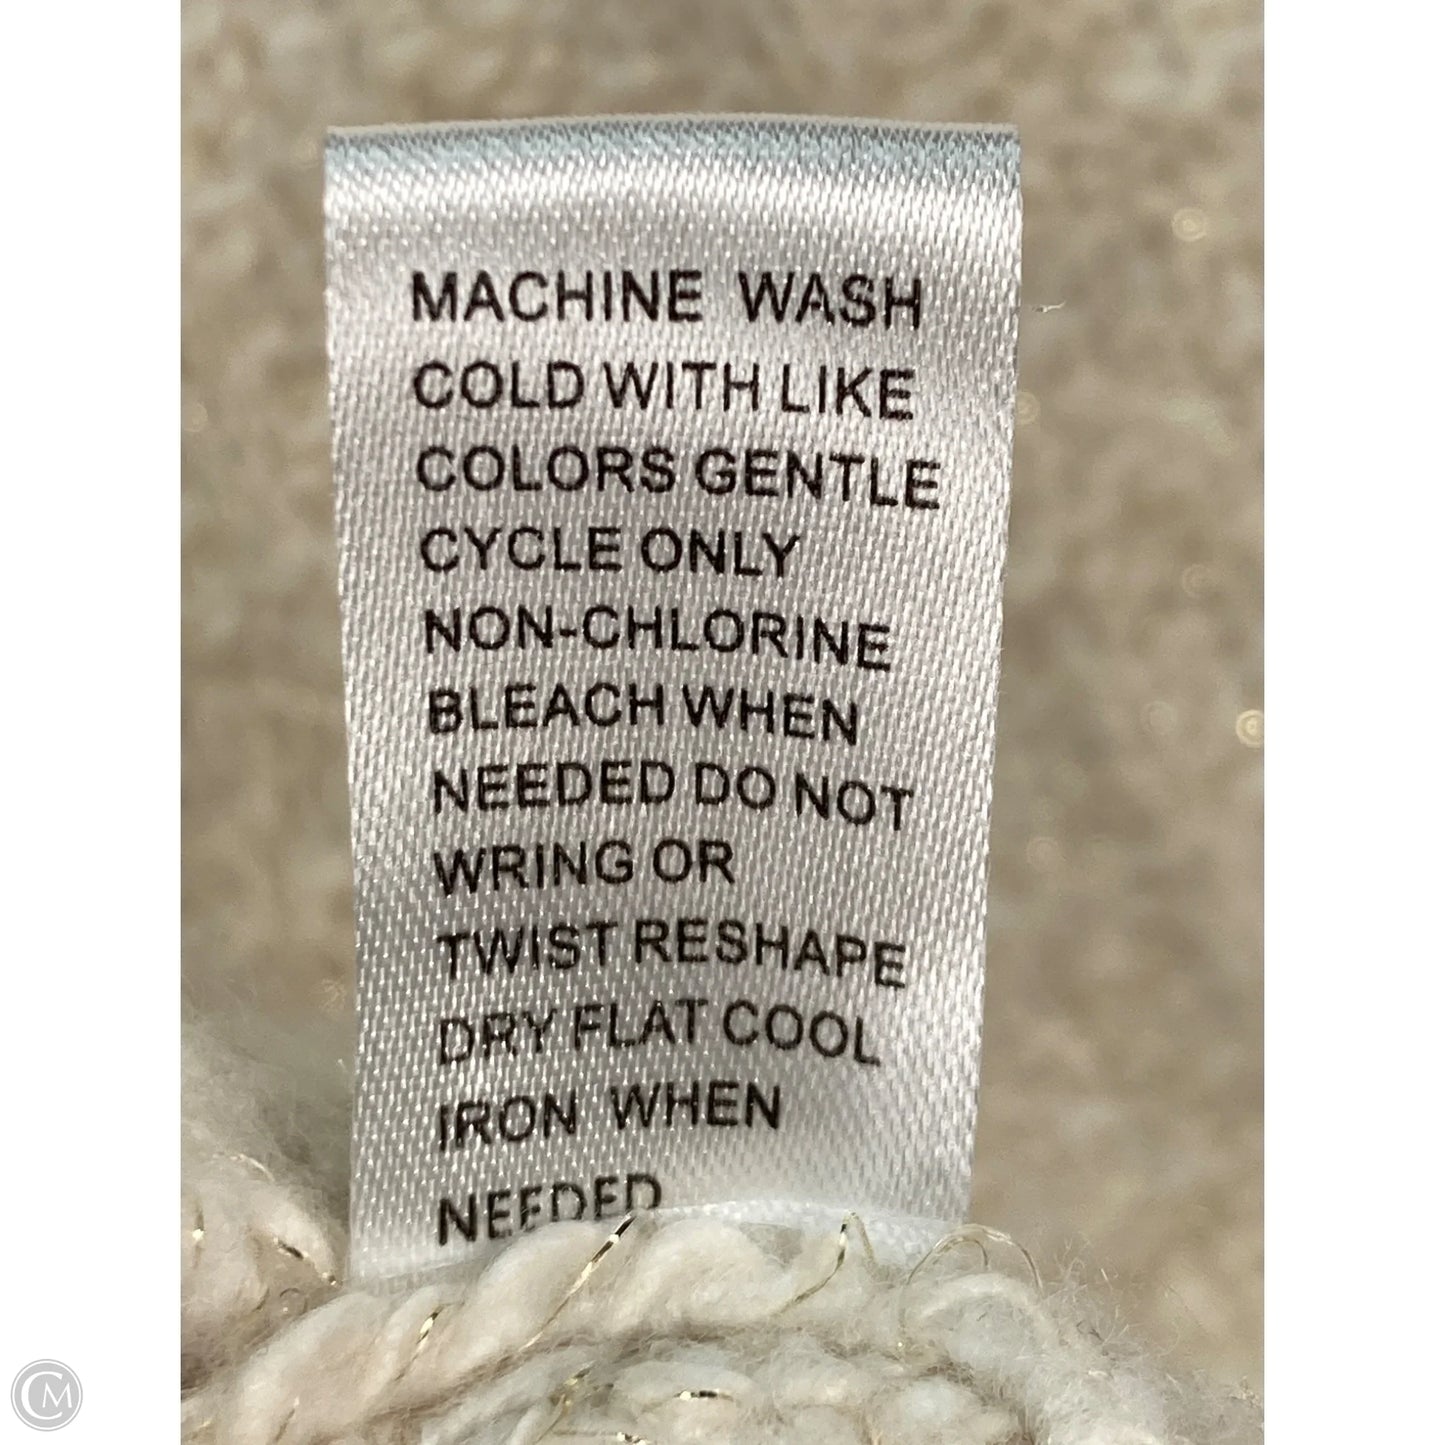 MACHINE WASH
COLD WITH LIKE
COLORS GENTLE
CYCLE ONLY
NON-CHLORINE
BLEACH WHEN
NEEDED DO NOT
WRING OR
TWIST RESHAPE
DRY FLAT COOL
IRON WHEN
NEEDED
CM